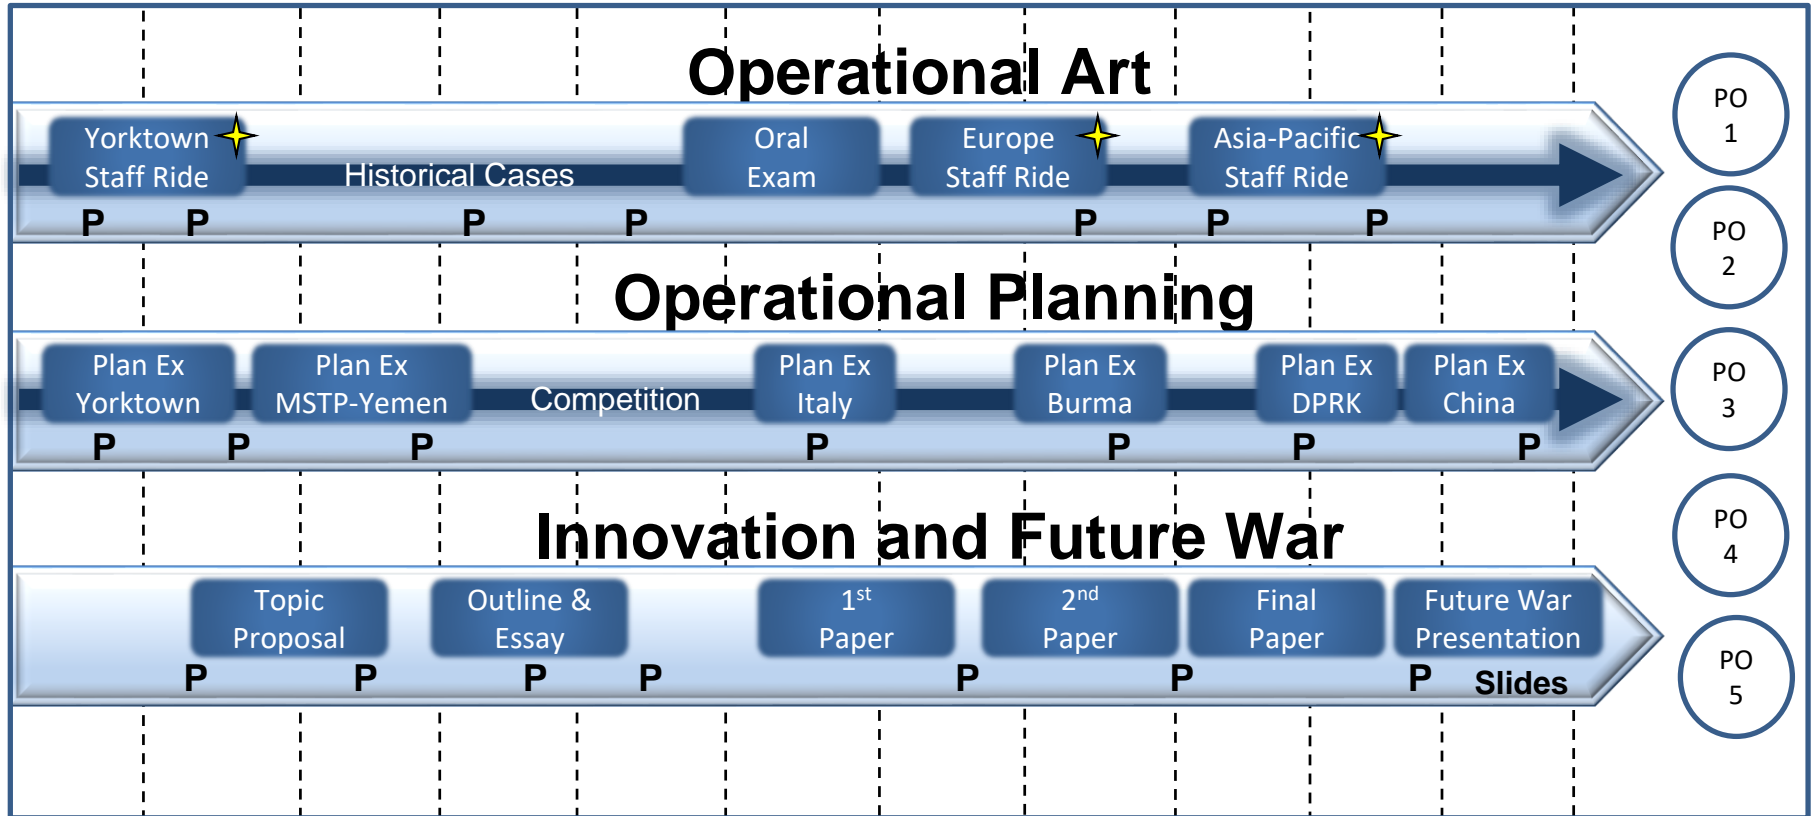 Operational Art
Yorktown
Staff Ride
Historical Cases
Oral
Exam
Europe
Staff Ride
Asia-Pacific
Staff Ride
P P P P P P P
Operational Planning
Plan Ex
Yorktown
Plan Ex
MSTP-Yemen
Competition
Plan Ex
Italy
Plan Ex
Burma
Plan Ex
DPRK
Plan Ex
China
P P P P P P P
Innovation and Future War
Topic
Proposal
Outline &
Essay
1st
Paper
2nd
Paper
Final
Paper
Future War
Presentation
P P P P P P P Slides
PO
1
PO
2
PO
3
PO
4
PO
5